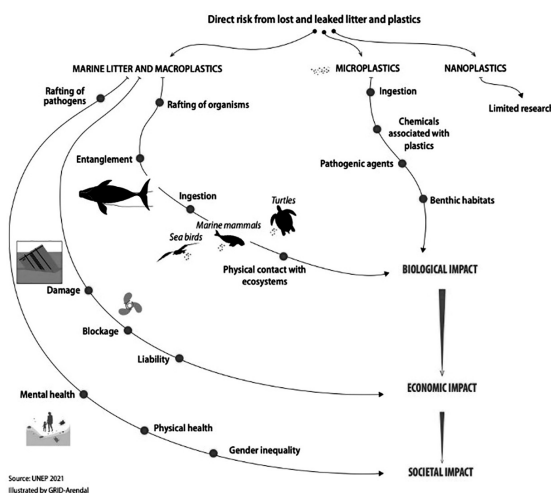 Direct risk from lost and leaked litter and plastics
MARINE LITTER AND MACROPLASTICS
MICROPLASTICS
NANOPLASTICS
Rafting of
pathogens
Rafting of organisms
Ingestion
Limited research
Chemicals
associated with
plastics
Entanglement
Pathogenic agents
Ingestion
Turtles
Benthic habitats
Marine mammals
Sea birds
Physical contact with
ecosystems
BIOLOGICAL IMPACT
Damage
Blockage
Liability
ECONOMIC IMPACT
Mental health
Physical health
Gender inequality
SOCIETAL IMPACT
Source: UNEP 2021
Illustrated by GRID-Arendal